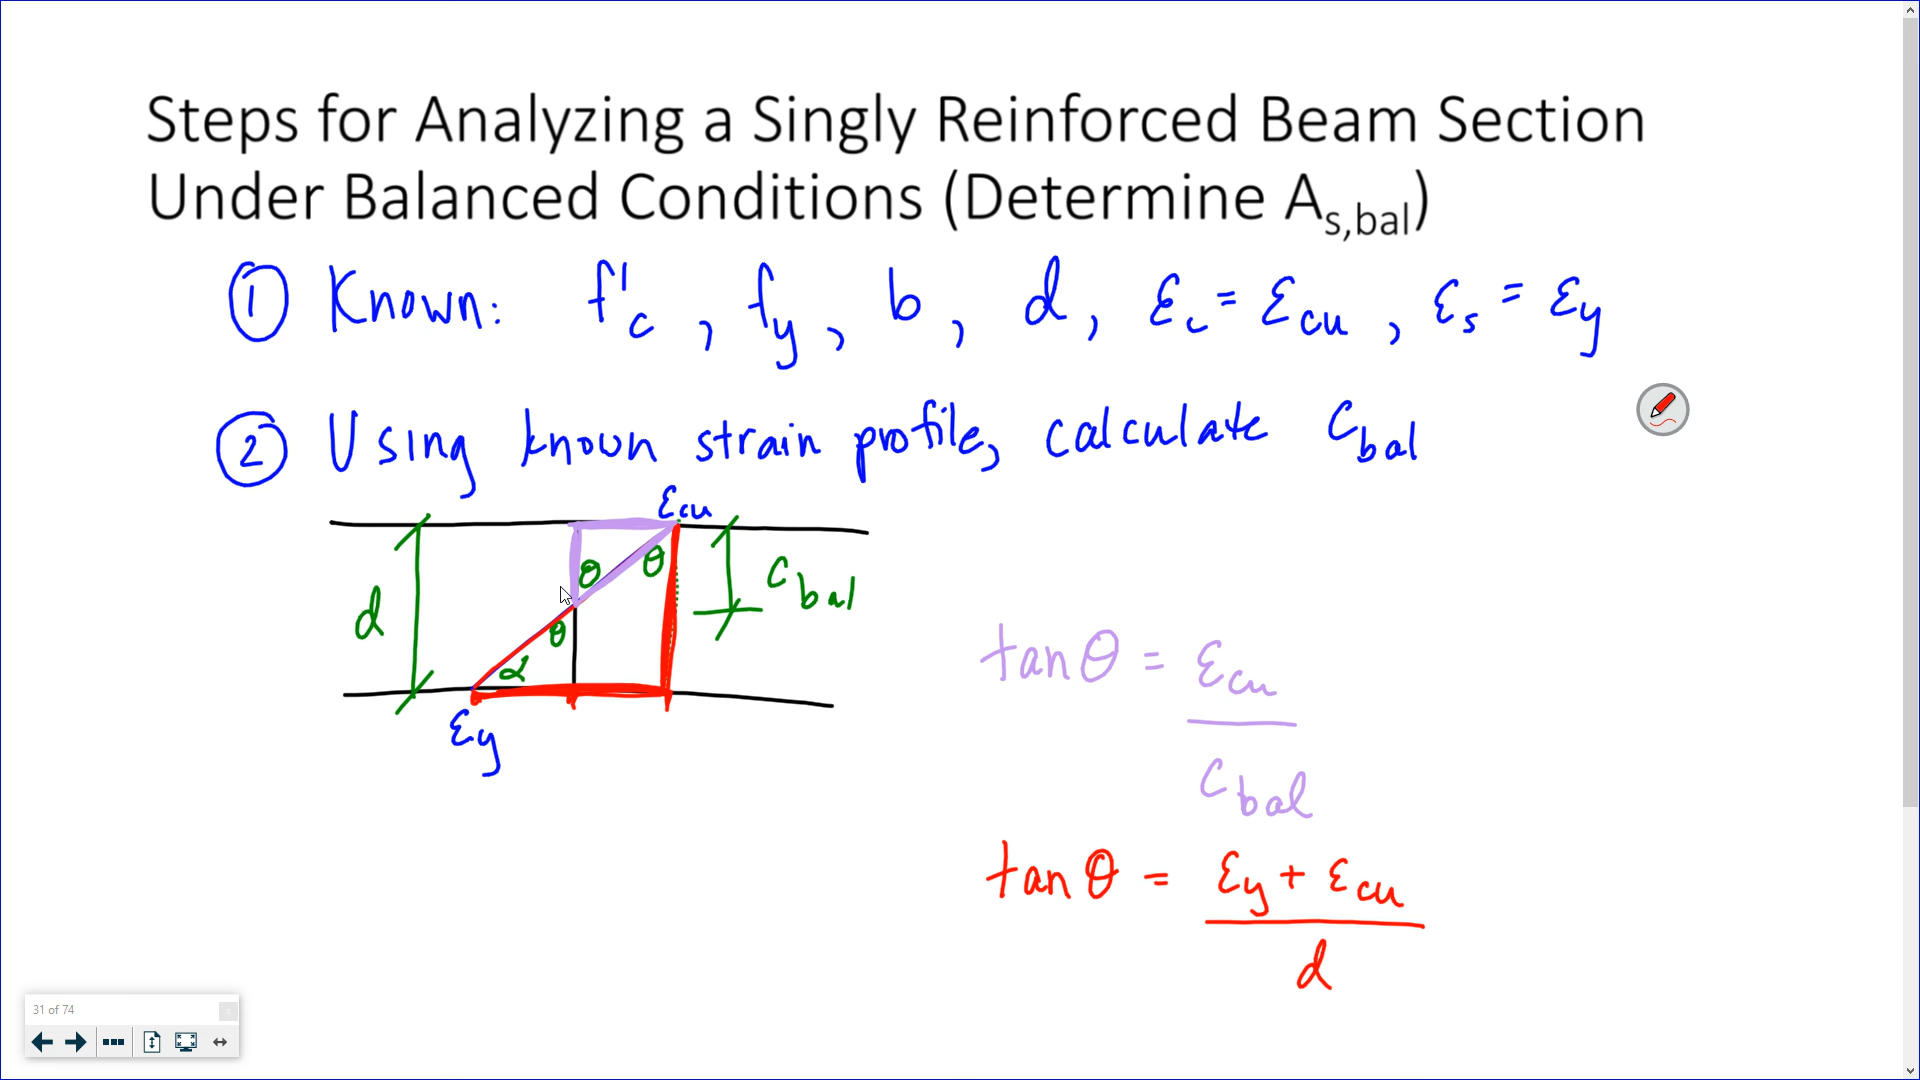 Steps for Analyzing a Singly Reinforced Beam Section
Under Balanced Conditions (Determine A_s,bal)
① Known: f'c , fy , b , d , εc = εcu , εs = εy
② Using known strain profile, calculate Cbal
εcu
θ θ
d
Cbal
θ
α
εy
tan θ = εcu
Cbal
tan θ = εy + εcu
d
31 of 74